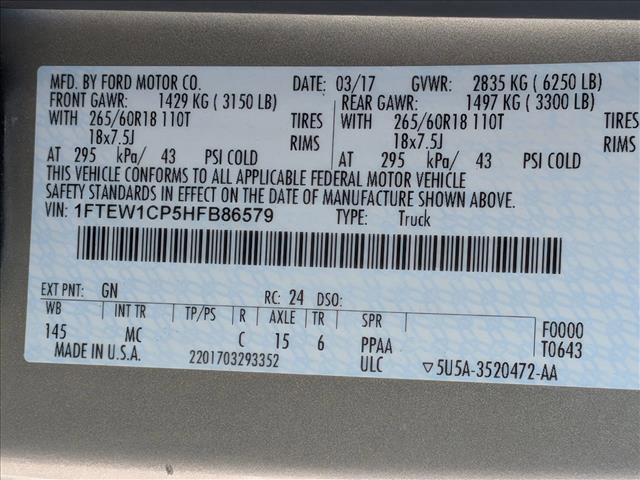 MFD. BY FORD MOTOR CO. DATE: 03/17 GVWR: 2835 KG ( 6250 LB)
FRONT GAWR: 1429 KG ( 3150 LB) REAR GAWR: 1497 KG ( 3300 LB)
WITH 265/60R18 110T TIRES WITH 265/60R18 110T TIRES
18x7.5J RIMS 18x7.5J RIMS
AT 295 kPa/ 43 PSI COLD AT 295 kPa/ 43 PSI COLD
THIS VEHICLE CONFORMS TO ALL APPLICABLE FEDERAL MOTOR VEHICLE
SAFETY STANDARDS IN EFFECT ON THE DATE OF MANUFACTURE SHOWN ABOVE.
VIN: 1FTEW1CP5HFB86579 TYPE: Truck
EXT PNT: GN RC: 24 DSO:
WB INT TR TP/PS R AXLE TR SPR F0000
145 MC C 15 6 PPAA T0643
MADE IN U.S.A. 2201703293352 ULC ▽5U5A-3520472-AA